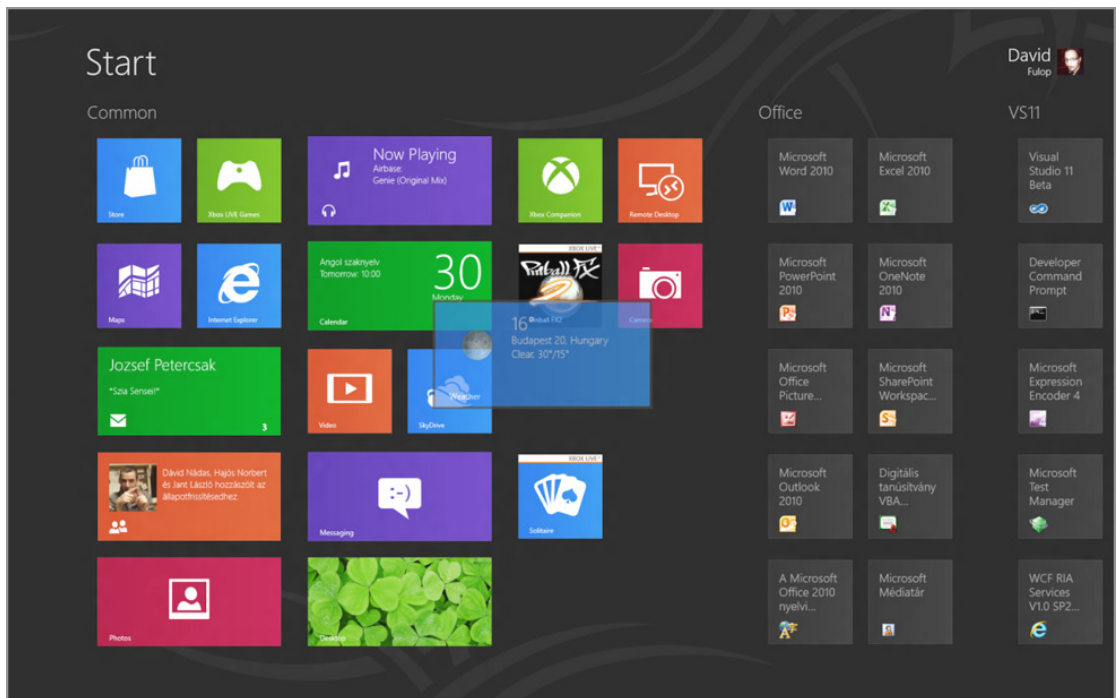 Start
David
Fulop
Common
Office
VS11
Store
Xbox LIVE Games
Now Playing
Airbase:
Genie (Original Mix)
Xbox Companion
Remote Desktop
Microsoft
Word 2010
Microsoft
Excel 2010
Visual
Studio 11
Beta
Maps
Internet Explorer
Angol szaknyelv
Tomorrow: 10:00
30
Monday
Calendar
XBOX LIVE
Pinball FX
2
Pinball FX2
Camera
Microsoft
PowerPoint
2010
Microsoft
OneNote
2010
Developer
Command
Prompt
16°
Budapest 20, Hungary
Clear, 30°/15°
Weather
Jozsef Petercsak
"Szia Sensei!"
3
Video
SkyDrive
Microsoft
Office
Picture...
Microsoft
SharePoint
Workspac...
Microsoft
Expression
Encoder 4
Dávid Nádas, Hajós Norbert
és Jant László hozzászólt az
állapotfrissítésedhez.
:-)
Messaging
XBOX LIVE
Solitaire
Microsoft
Outlook
2010
Digitális
tanúsítvány
VBA...
Microsoft
Test
Manager
Photos
Desktop
A Microsoft
Office 2010
nyelvi...
Microsoft
Médiatár
WCF RIA
Services
V1.0 SP2...